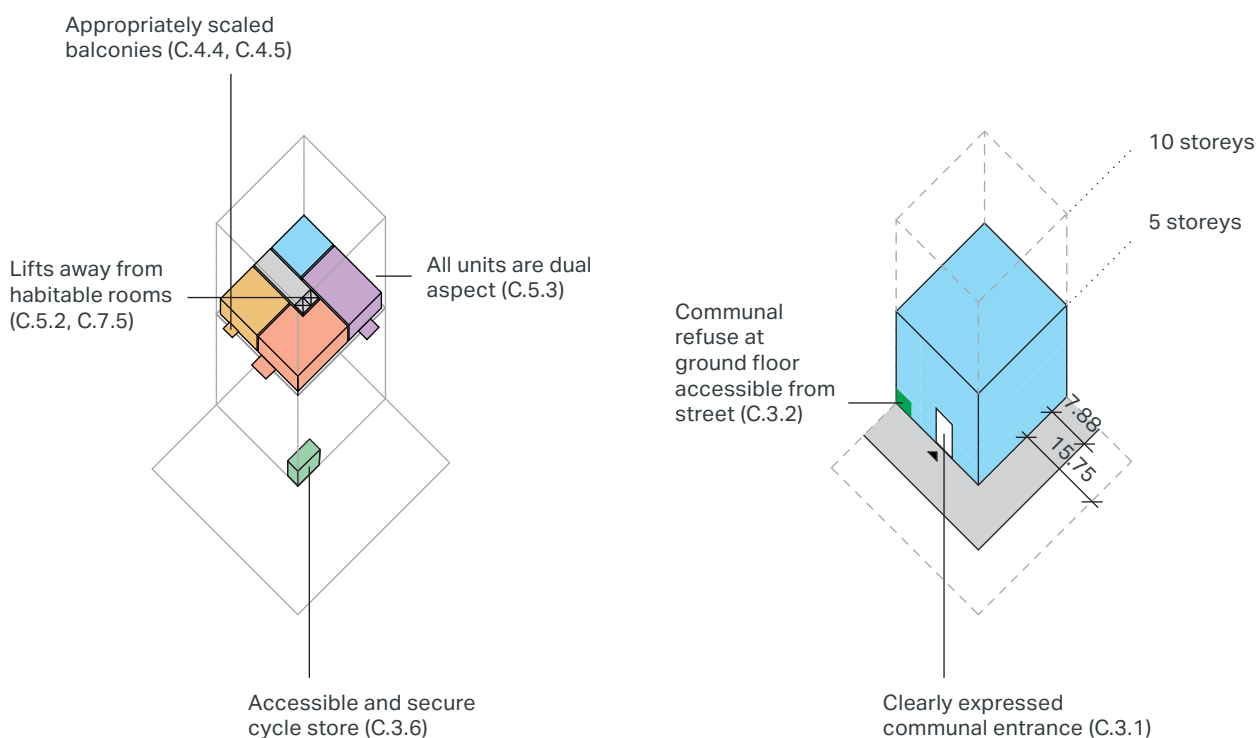 Appropriately scaled
balconies (C.4.4, C.4.5)
Lifts away from
habitable rooms
(C.5.2, C.7.5)
All units are dual
aspect (C.5.3)
Accessible and secure
cycle store (C.3.6)
10 storeys
5 storeys
Communal
refuse at
ground floor
accessible from
street (C.3.2)
7.88
15.75
Clearly expressed
communal entrance (C.3.1)